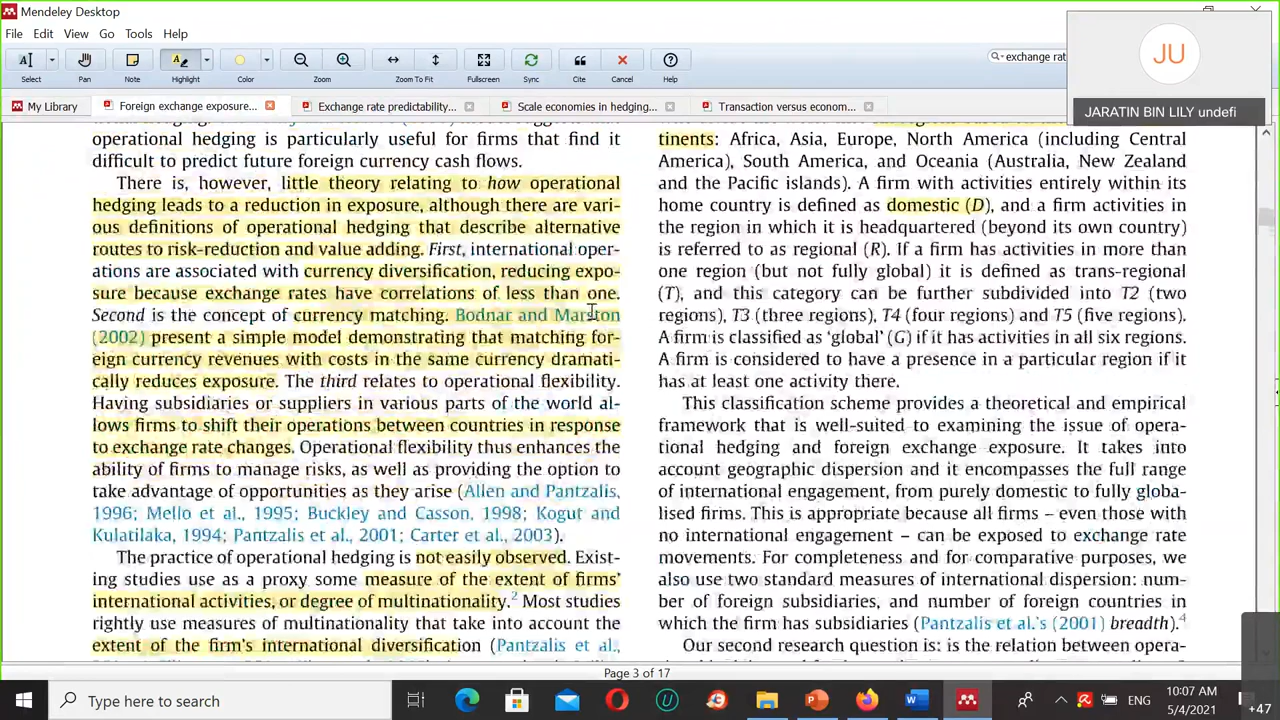 Mendeley Desktop
File Edit View Go Tools Help
Select Pan Note Highlight Color Zoom Zoom To Fit Fullscreen Sync Cite Cancel Help
exchange rat
JU
JARATIN BIN LILY undefi
My Library
Foreign exchange exposure...
Exchange rate predictability...
Scale economies in hedging...
Transaction versus econom...
operational hedging is particularly useful for firms that find it
difficult to predict future foreign currency cash flows.
There is, however, little theory relating to how operational
hedging leads to a reduction in exposure, although there are vari-
ous definitions of operational hedging that describe alternative
routes to risk-reduction and value adding. First, international oper-
ations are associated with currency diversification, reducing expo-
sure because exchange rates have correlations of less than one.
Second is the concept of currency matching. Bodnar and Marston
(2002) present a simple model demonstrating that matching for-
eign currency revenues with costs in the same currency dramati-
cally reduces exposure. The third relates to operational flexibility.
Having subsidiaries or suppliers in various parts of the world al-
lows firms to shift their operations between countries in response
to exchange rate changes. Operational flexibility thus enhances the
ability of firms to manage risks, as well as providing the option to
take advantage of opportunities as they arise (Allen and Pantzalis,
1996; Mello et al., 1995; Buckley and Casson, 1998; Kogut and
Kulatilaka, 1994; Pantzalis et al., 2001; Carter et al., 2003).
The practice of operational hedging is not easily observed. Exist-
ing studies use as a proxy some measure of the extent of firms'
international activities, or degree of multinationality.2 Most studies
rightly use measures of multinationality that take into account the
extent of the firm's international diversification (Pantzalis et al.,
tinents: Africa, Asia, Europe, North America (including Central
America), South America, and Oceania (Australia, New Zealand
and the Pacific islands). A firm with activities entirely within its
home country is defined as domestic (D), and a firm activities in
the region in which it is headquartered (beyond its own country)
is referred to as regional (R). If a firm has activities in more than
one region (but not fully global) it is defined as trans-regional
(T), and this category can be further subdivided into T2 (two
regions), T3 (three regions), T4 (four regions) and T5 (five regions).
A firm is classified as 'global' (G) if it has activities in all six regions.
A firm is considered to have a presence in a particular region if it
has at least one activity there.
This classification scheme provides a theoretical and empirical
framework that is well-suited to examining the issue of opera-
tional hedging and foreign exchange exposure. It takes into
account geographic dispersion and it encompasses the full range
of international engagement, from purely domestic to fully globa-
lised firms. This is appropriate because all firms – even those with
no international engagement – can be exposed to exchange rate
movements. For completeness and for comparative purposes, we
also use two standard measures of international dispersion: num-
ber of foreign subsidiaries, and number of foreign countries in
which the firm has subsidiaries (Pantzalis et al.'s (2001) breadth).4
Our second research question is: is the relation between opera-
Page 3 of 17
Type here to search
ENG
10:07 AM
5/4/2021
+47